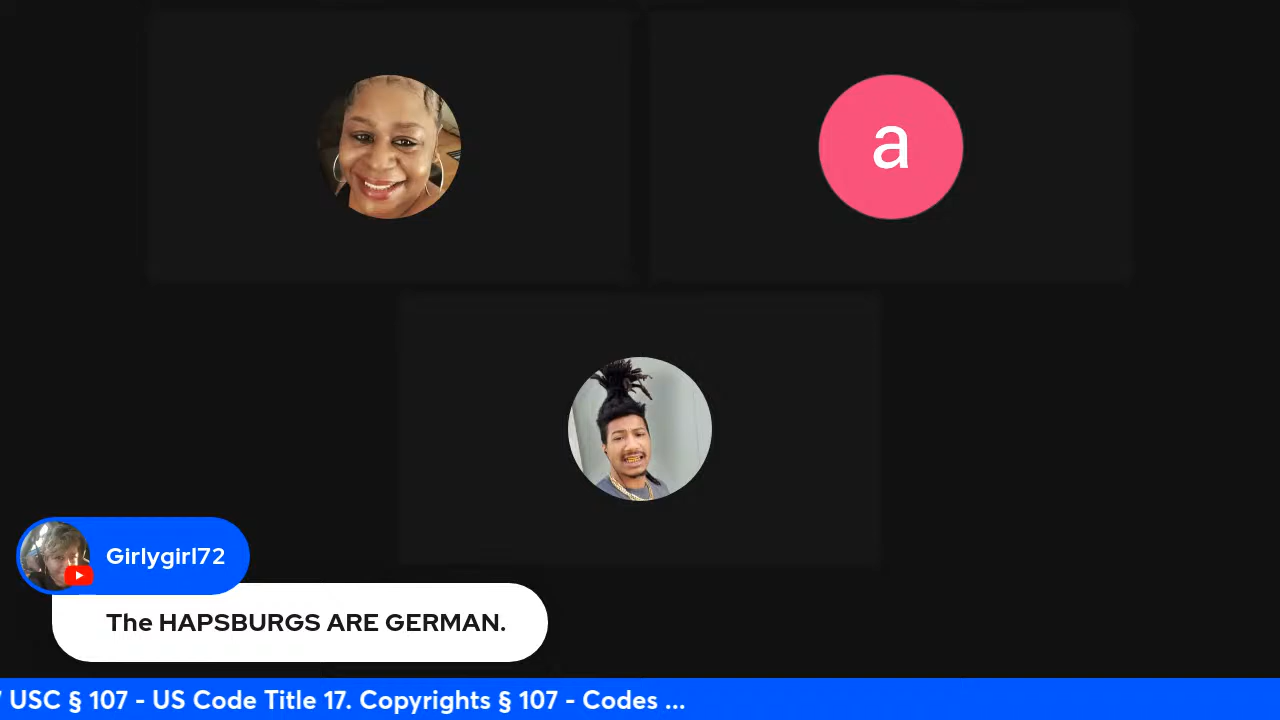 a
Girlygirl72
The HAPSBURGS ARE GERMAN.
USC § 107 - US Code Title 17. Copyrights § 107 - Codes ...